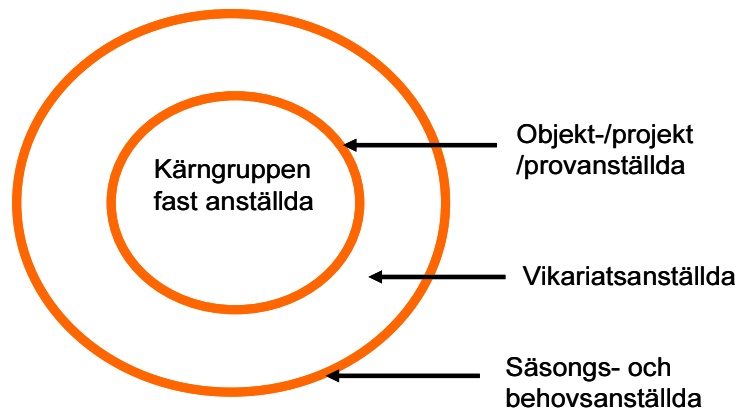 Kärngruppen
fast anställda
Objekt-/projekt
/provanställda
Vikariatsanställda
Säsongs- och
behovsanställda